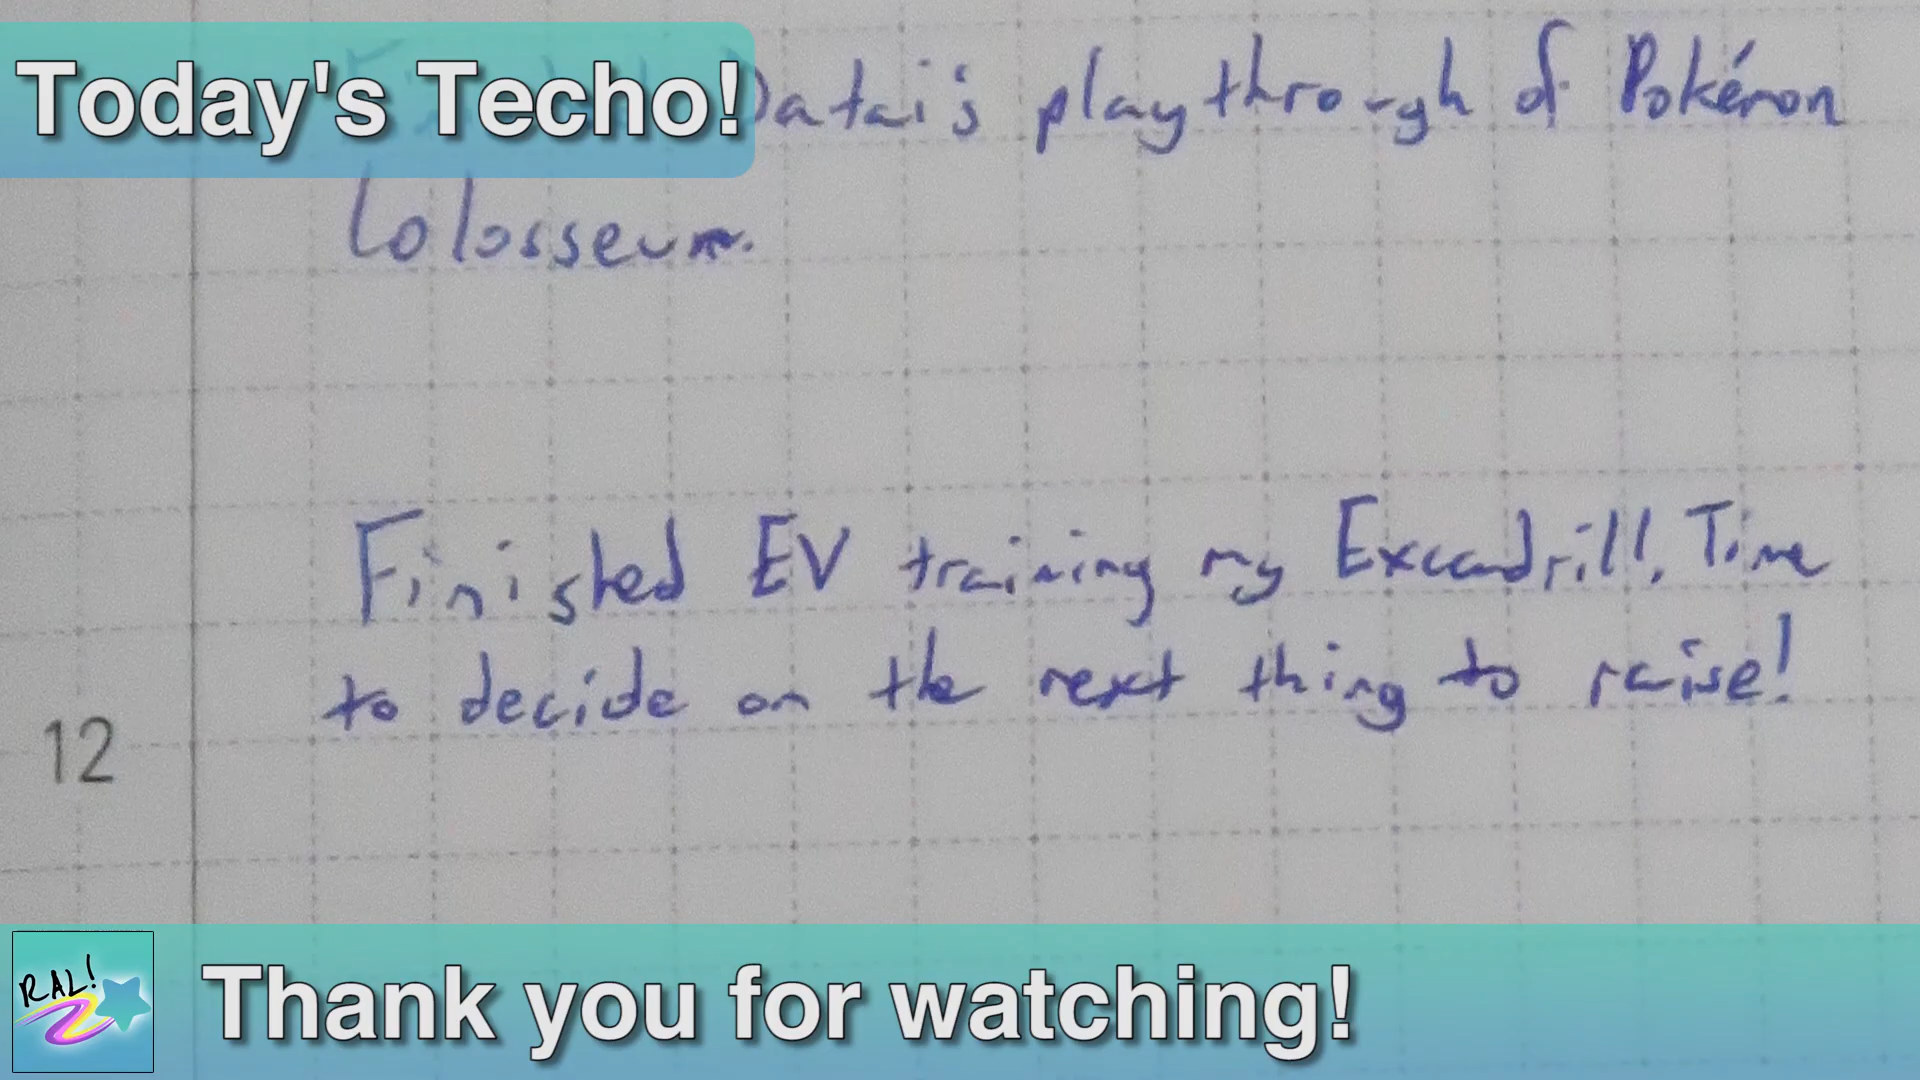 Today's Techo!
Datai's playthrough of Pokémon
Colosseum.
Finished EV training my Excadrill. Time
to decide on the next thing to raise!
12
RAL!
Thank you for watching!